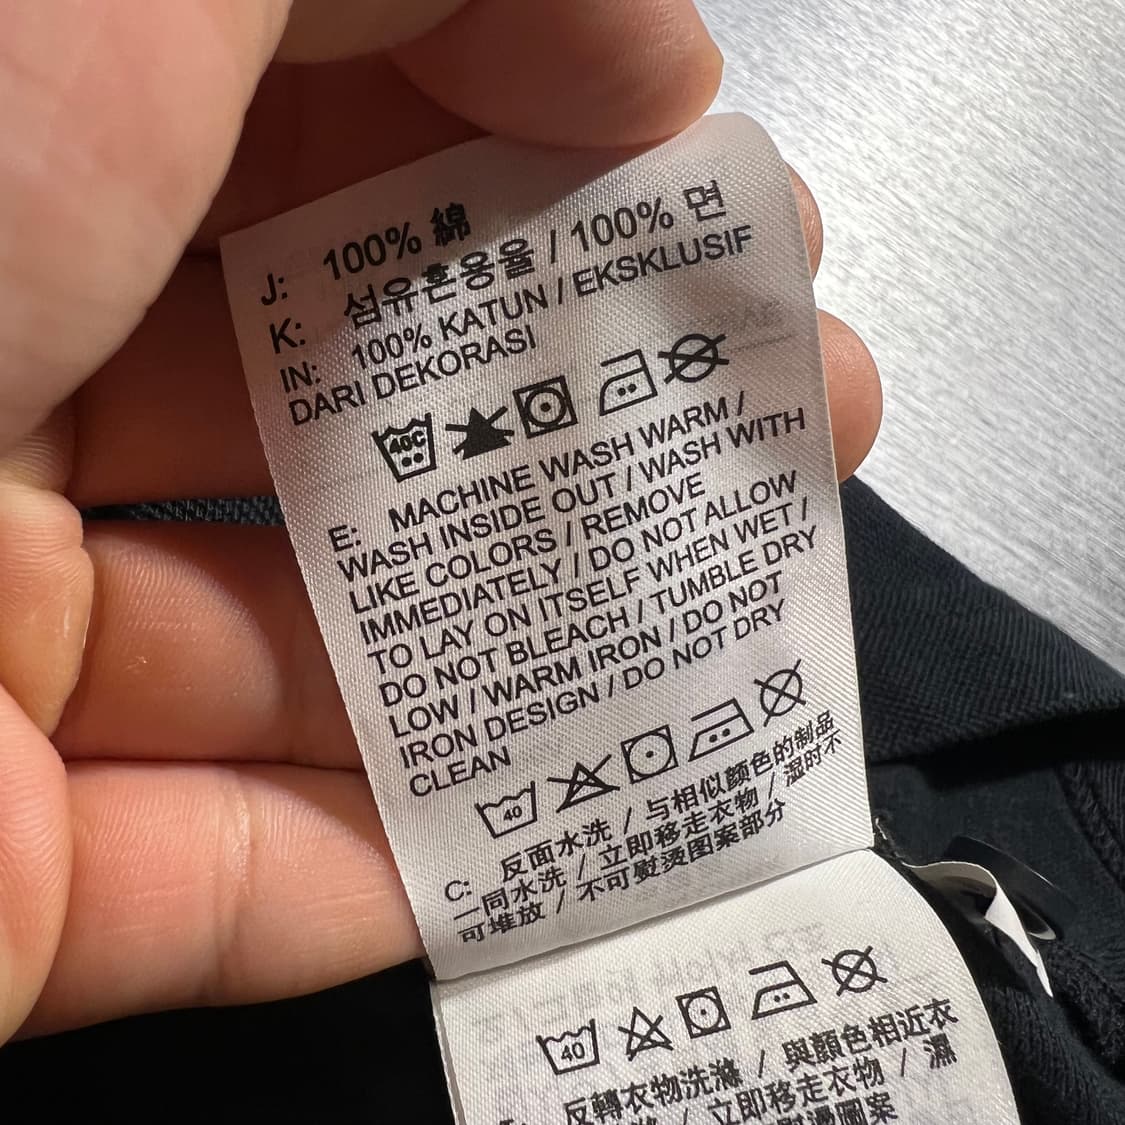 J: 100% 綿
K: 섬유혼용율 / 100% 면
IN: 100% KATUN / EKSKLUSIF
DARI DEKORASI
40C
E: MACHINE WASH WARM /
WASH INSIDE OUT / WASH WITH
LIKE COLORS / REMOVE
IMMEDIATELY / DO NOT ALLOW
TO LAY ON ITSELF WHEN WET /
DO NOT BLEACH / TUMBLE DRY
LOW / WARM IRON / DO NOT
IRON DESIGN / DO NOT DRY
CLEAN
40
C: 反面水洗 / 与相似颜色的制品
一同水洗 / 立即移走衣物 / 湿时不
可堆放 / 不可熨烫图案部分
40
反轉衣物洗滌 / 與顏色相近衣
/ 立即移走衣物 / 濕
燙圖案